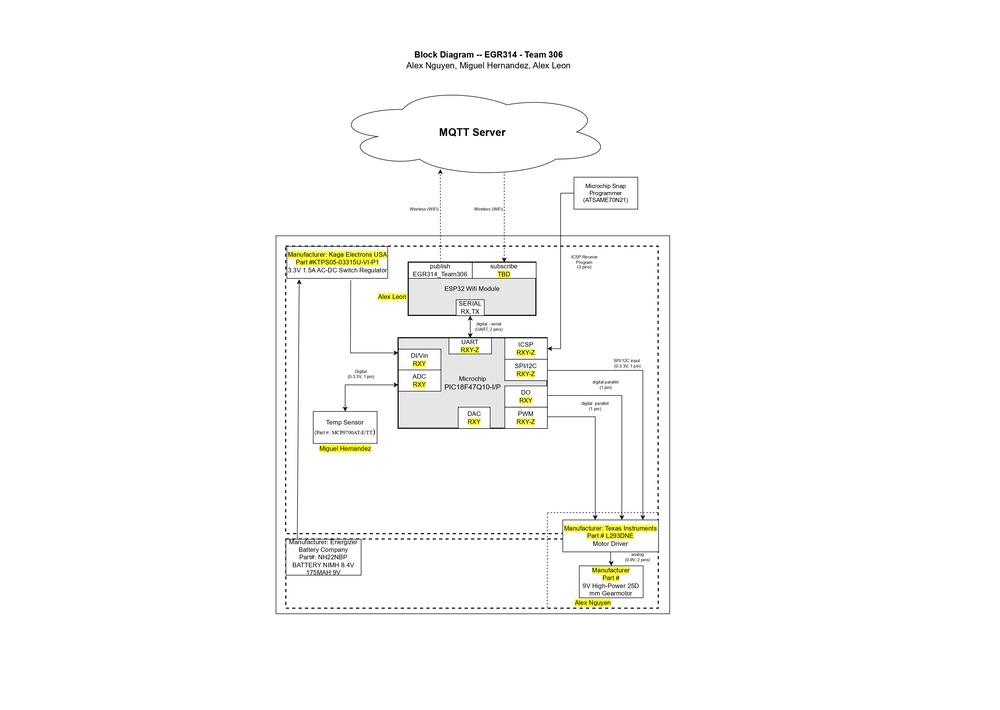 Block Diagram -- EGR314 - Team 306
Alex Nguyen, Miguel Hernandez, Alex Leon
MQTT Server
Microchip Snap
Programmer
(ATSAME70N21)
Wireless (WiFi)
Wireless (WiFi)
Manufacturer: Kaga Electrons USA
Part #KTPS05-03315U-VI-P1
3.3V 1.5A AC-DC Switch Regulator
publish
EGR314_Team306
subscribe
TBD
ICSP Receive
Program
(3 pins)
ESP32 Wifi Module
Alex Leon
SERIAL
RX,TX
digital - serial
(UART, 2 pins)
UART
RXY-Z
ICSP
RXY-Z
DI/Vin
RXY
SPI/I2C
RXY-Z
SPI/I2C input
(0-3.3V, 1 pin)
Digital
(0-3.3V, 1 pin)
ADC
RXY
Microchip
PIC18F47Q10-I/P
digital parallel
(1 pin)
DO
RXY
digital parallel
(1 pin)
DAC
RXY
PWM
RXY-Z
Temp Sensor
(Part #: MCP9700AT-E/TT)
Miguel Hernandez
Manufacturer: Texas Instruments
Part # L293DNE
Motor Driver
Manufacturer: Energizer
Battery Company
Part#: NH22NBP
BATTERY NIMH 8.4V
175MAH 9V
analog
(0-9V, 2 pins)
Manufacturer
Part #
9V High-Power 25D
mm Gearmotor
Alex Nguyen